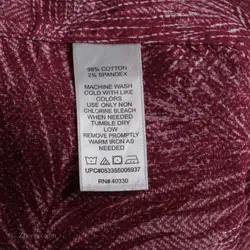 98% COTTON
2% SPANDEX
MACHINE WASH
COLD WITH LIKE
COLORS
USE ONLY NON
CHLORINE BLEACH
WHEN NEEDED
TUMBLE DRY
LOW
REMOVE PROMPTLY
WARM IRON AS
NEEDED
UPC#053355006937
RN# 40330